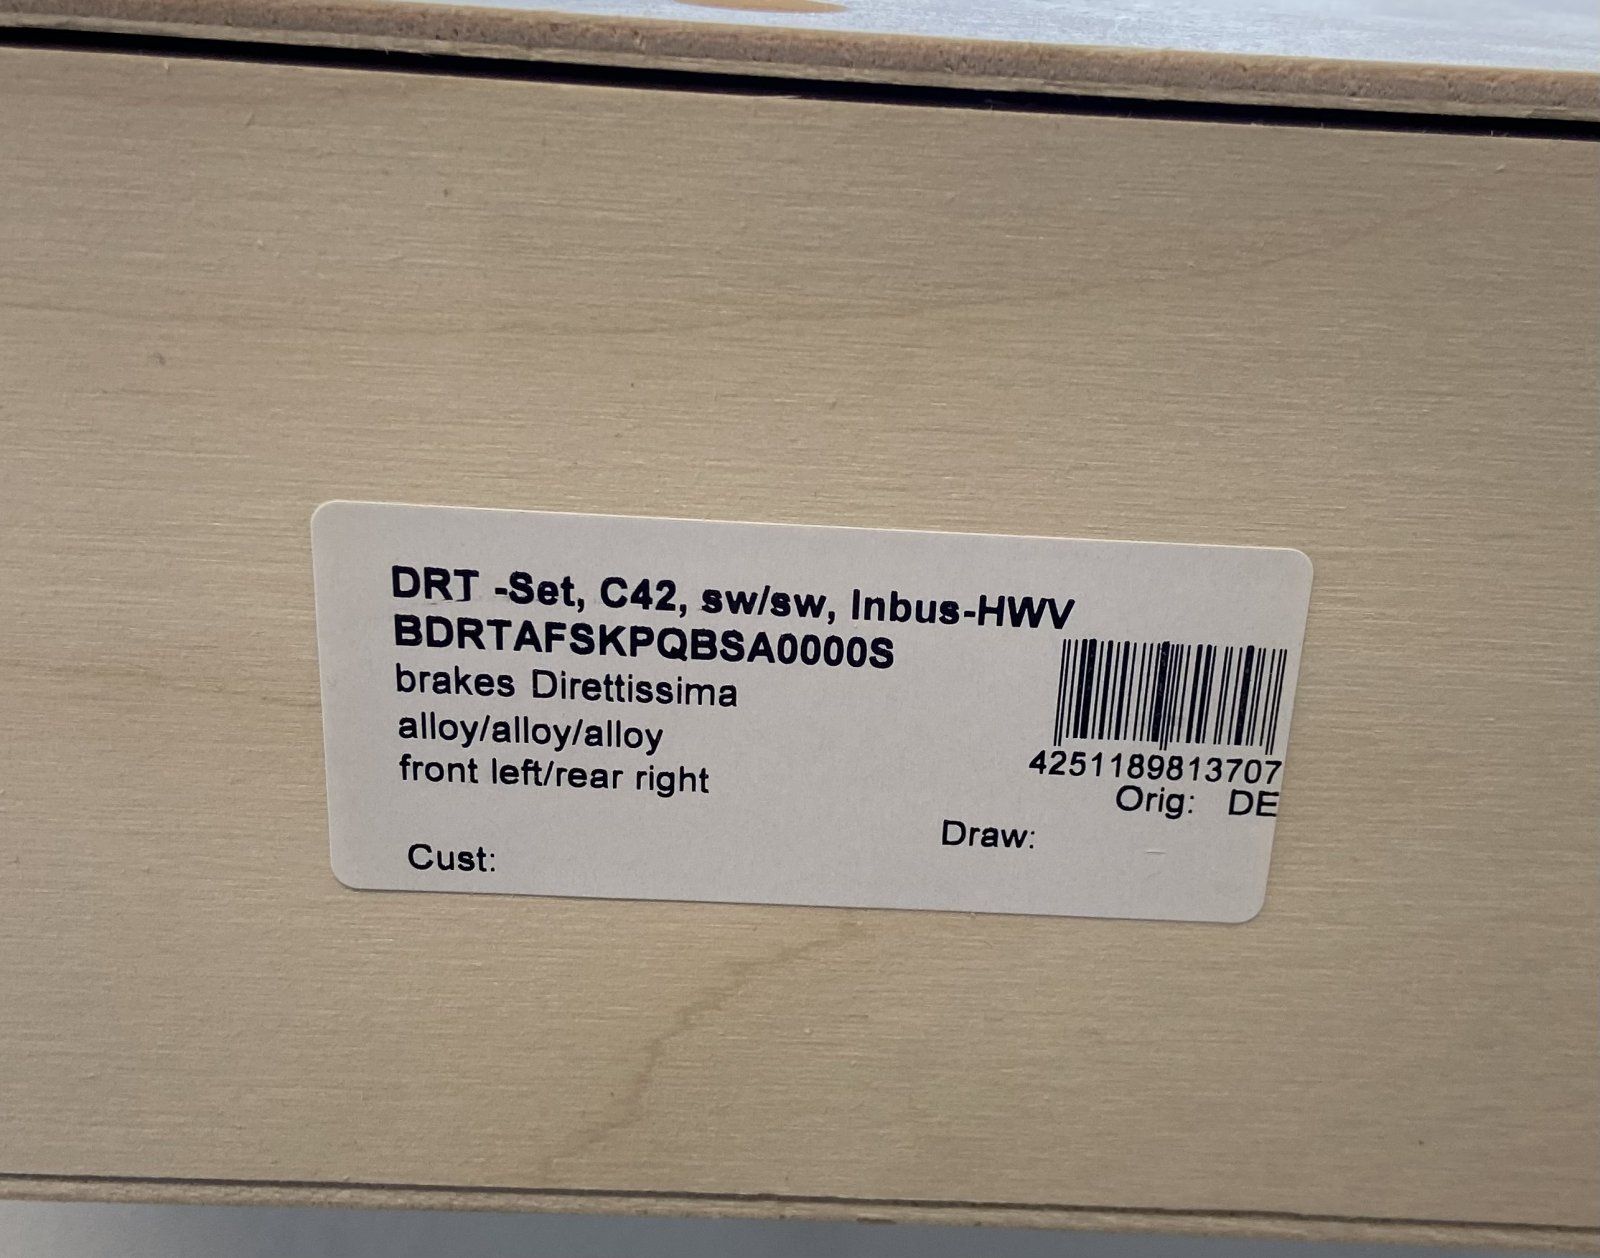 DRT -Set, C42, sw/sw, Inbus-HWV
BDRTAFSKPQBSA0000S
brakes Direttissima
alloy/alloy/alloy
front left/rear right
4251189813707
Orig: DE
Draw:
Cust: